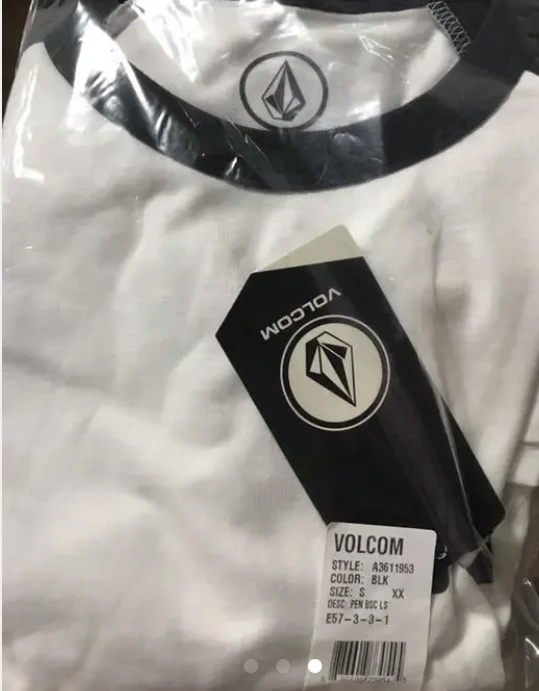 VOLCOM
VOLCOM
STYLE: A3611953
COLOR: BLK
SIZE: S XX
DESC: PEN BSC LS
E57-3-3-1